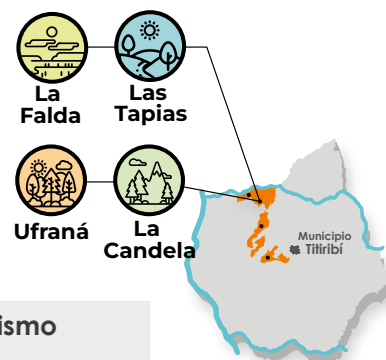 La
Falda
Las
Tapias
Ufraná
La
Candela
Municipio
Titiribí
ismo